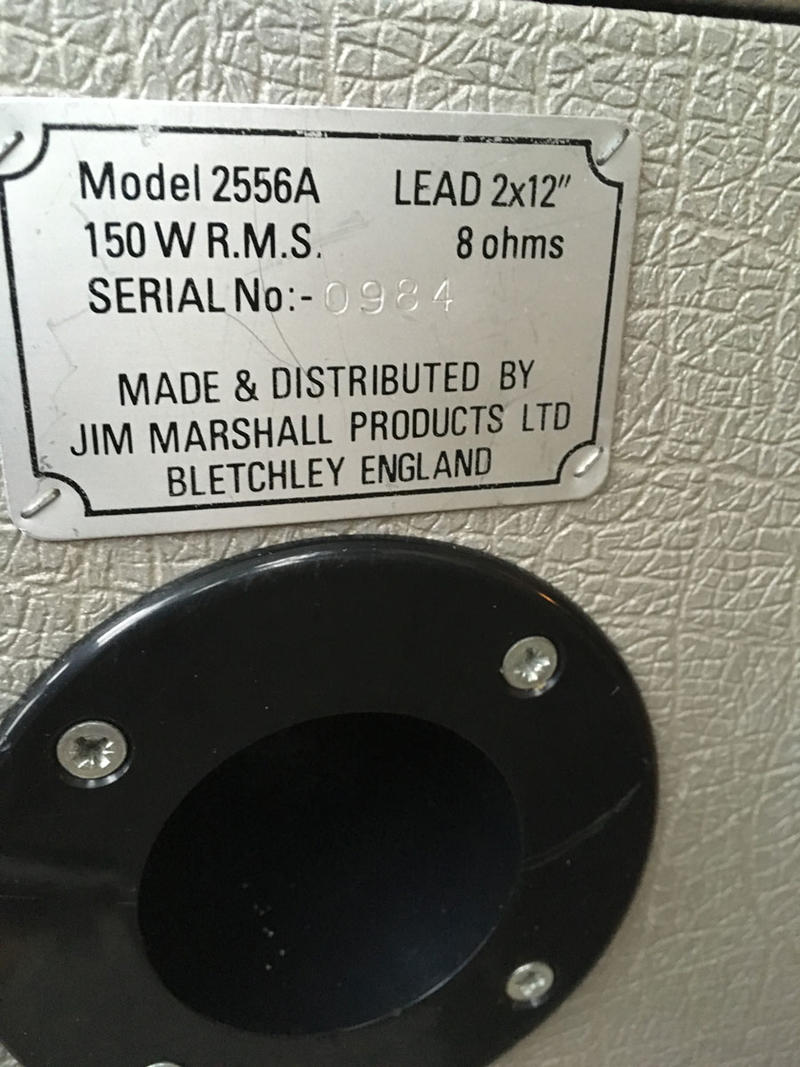 Model 2556A LEAD 2x12"
150 W R.M.S. 8 ohms
SERIAL No:- 0984
MADE & DISTRIBUTED BY
JIM MARSHALL PRODUCTS LTD
BLETCHLEY ENGLAND